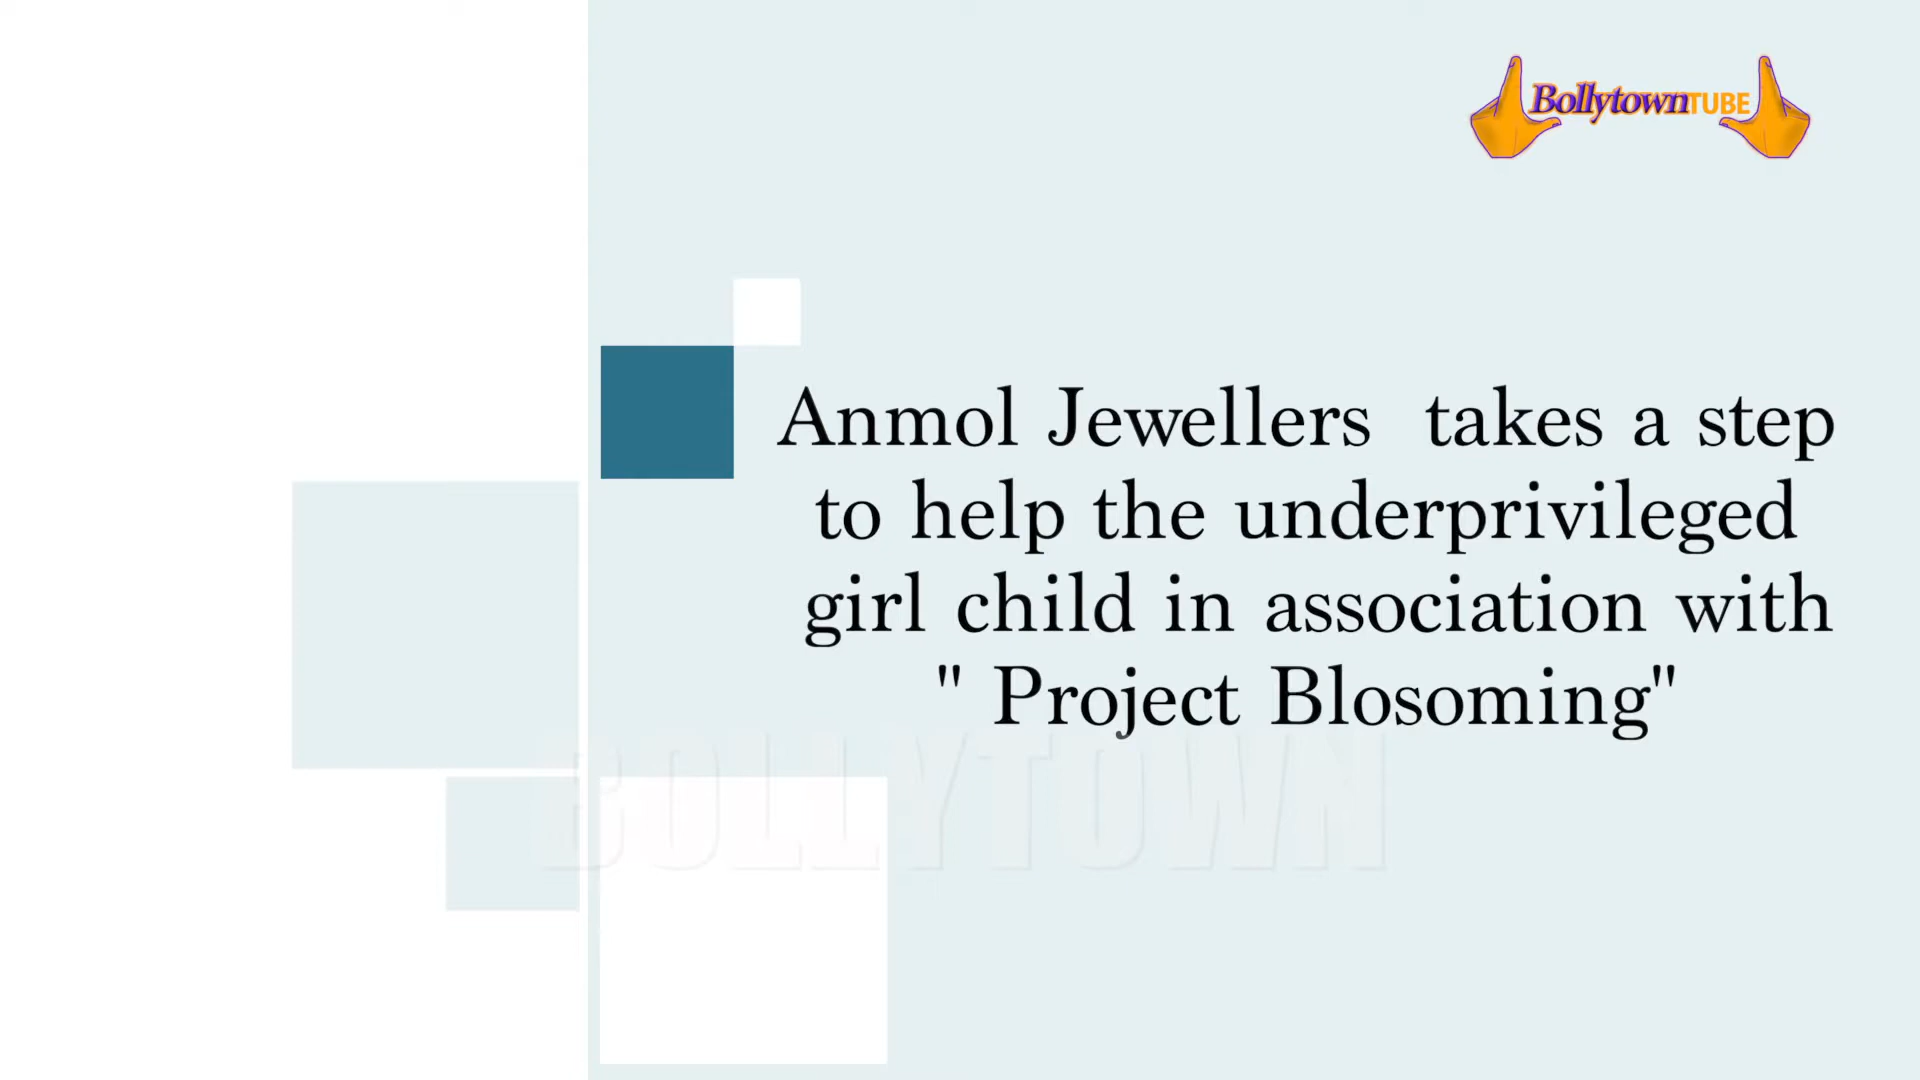 BollytownTUBE
Anmol Jewellers  takes a step
to help the underprivileged
girl child in association with
" Project Blosoming"
BOLLYTOWN